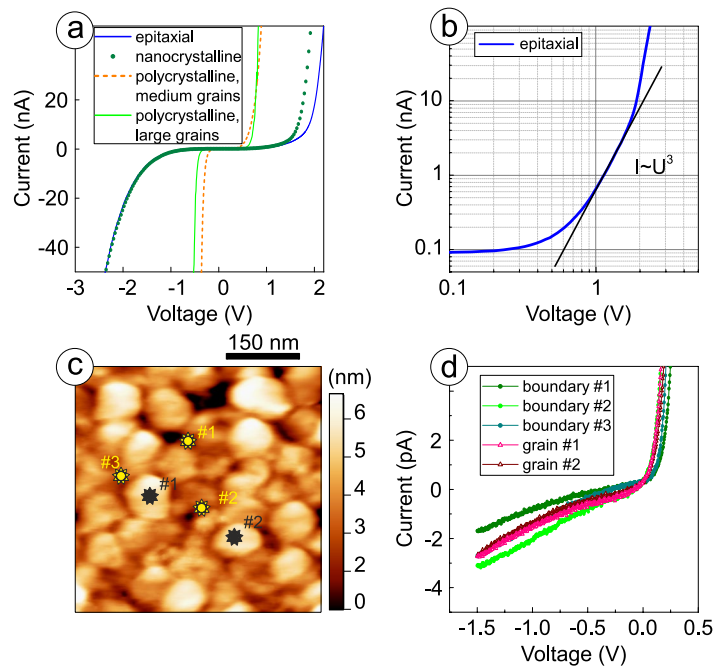 a
epitaxial
nanocrystalline
polycrystalline,
medium grains
polycrystalline,
large grains
Current (nA)
40
20
0
-20
-40
-3 -2 -1 0 1 2
Voltage (V)
b
epitaxial
I~U³
Current (nA)
100
10
1
0.1
0.1 1
Voltage (V)
c
150 nm
(nm)
6
5
4
3
2
1
0
#1
#3
#1
#2
#2
d
boundary #1
boundary #2
boundary #3
grain #1
grain #2
Current (pA)
4
2
0
-2
-4
-1.5 -1.0 -0.5 0.0 0.5
Voltage (V)